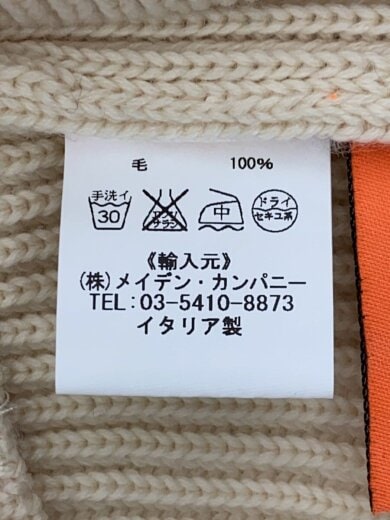 毛 100%
手洗イ 30 エンソ サラシ 中 ドライ セキユ系
《輸入元》
(株)メイデン・カンパニー
TEL:03-5410-8873
イタリア製